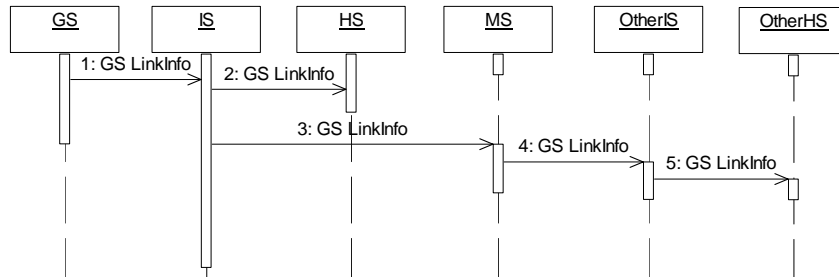 GS
IS
HS
MS
OtherIS
OtherHS
1: GS LinkInfo
2: GS LinkInfo
3: GS LinkInfo
4: GS LinkInfo
5: GS LinkInfo